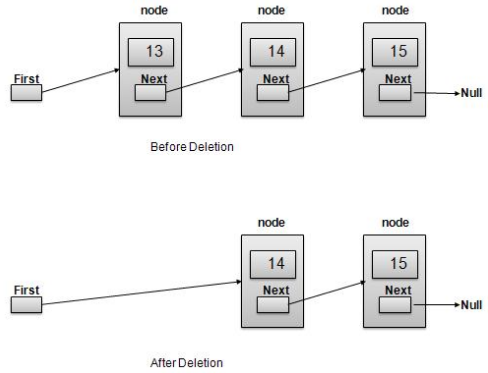 node node node
13 14 15
First Next Next Next
Null
Before Deletion
node node
14 15
First Next Next
Null
After Deletion